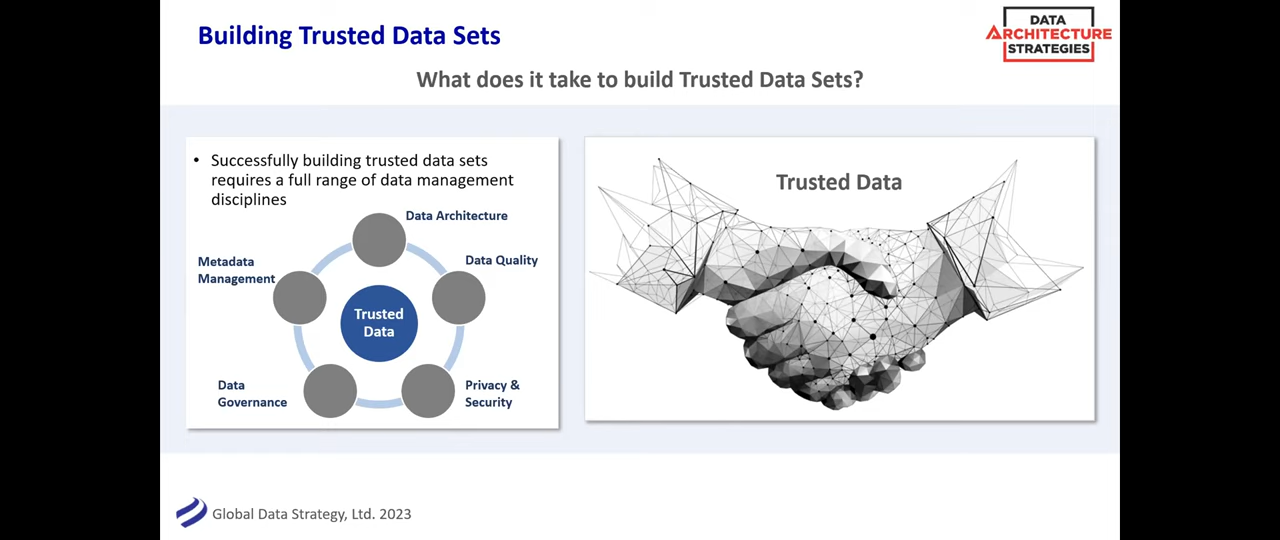 Building Trusted Data Sets
DATA
ARCHITECTURE
STRATEGIES
What does it take to build Trusted Data Sets?
• Successfully building trusted data sets
requires a full range of data management
disciplines
Data Architecture
Data Quality
Privacy &
Security
Data
Governance
Metadata
Management
Trusted
Data
Trusted Data
Global Data Strategy, Ltd. 2023